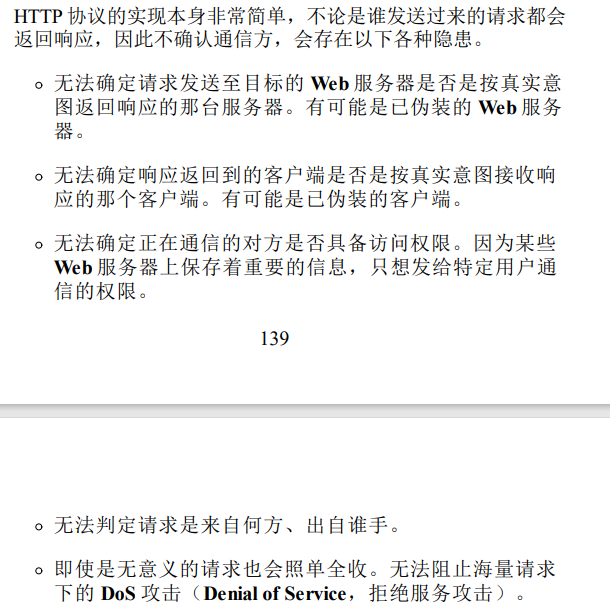 HTTP 协议的实现本身非常简单，不论是谁发送过来的请求都会
返回响应，因此不确认通信方，会存在以下各种隐患。
无法确定请求发送至目标的 Web 服务器是否是按真实意
图返回响应的那台服务器。有可能是已伪装的 Web 服务
器。
无法确定响应返回到的客户端是否是按真实意图接收响
应的那个客户端。有可能是已伪装的客户端。
无法确定正在通信的对方是否具备访问权限。因为某些
Web 服务器上保存着重要的信息，只想发给特定用户通
信的权限。
139
无法判定请求是来自何方、出自谁手。
即使是无意义的请求也会照单全收。无法阻止海量请求
下的 DoS 攻击（Denial of Service，拒绝服务攻击）。